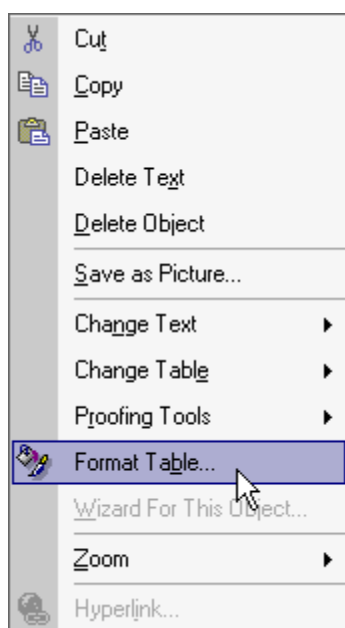 Cut
Copy
Paste
Delete Text
Delete Object
Save as Picture...
Change Text
Change Table
Proofing Tools
Format Table...
Wizard For This Object...
Zoom
Hyperlink...